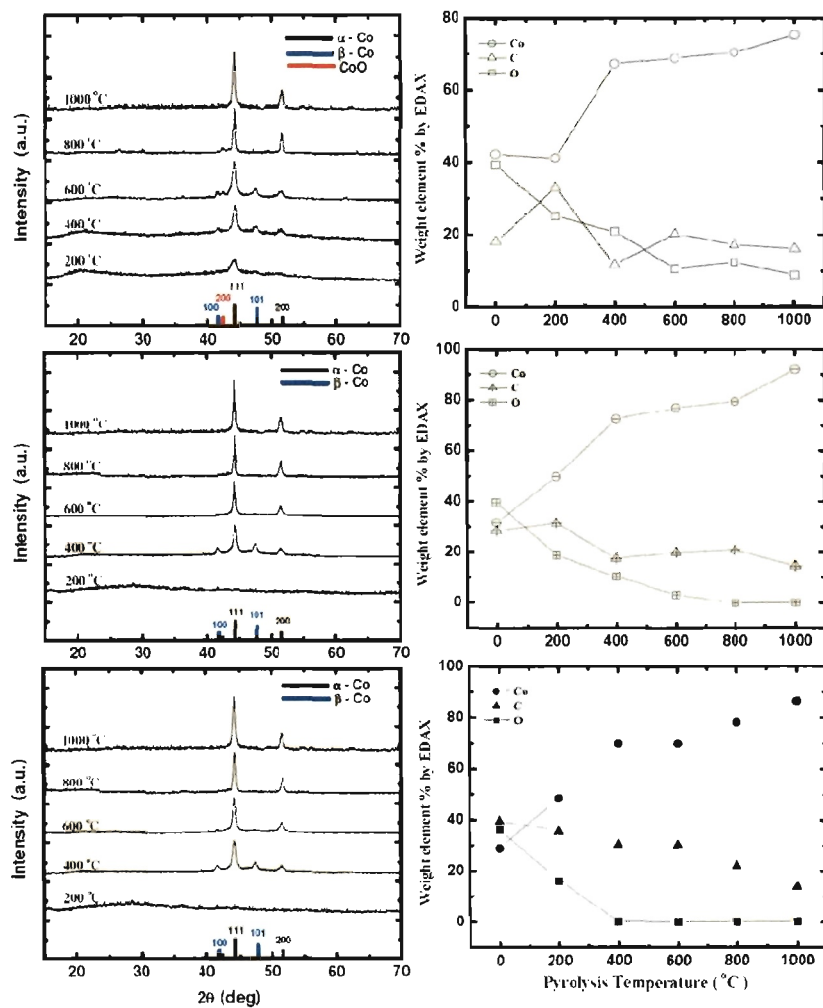 α - Co
β - Co
CoO
1000 °C
800 °C
600 °C
400 °C
200 °C
Intensity (a.u.)
100 200 111 101 200
20 30 40 50 60 70
Co
C
O
Weight element % by EDAX
80
60
40
20
0
0 200 400 600 800 1000
α - Co
β - Co
1000 °C
800 °C
600 °C
400 °C
200 °C
Intensity (a.u.)
100 111 101 200
20 30 40 50 60 70
Co
C
O
Weight element % by EDAX
100
80
60
40
20
0
0 200 400 600 800 1000
α - Co
β - Co
1000 °C
800 °C
600 °C
400 °C
200 °C
Intensity (a.u.)
100 111 101 200
20 30 40 50 60 70
2θ (deg)
Co
C
O
Weight element % by EDAX
100
80
60
40
20
0
0 200 400 600 800 1000
Pyrolysis Temperature (°C)